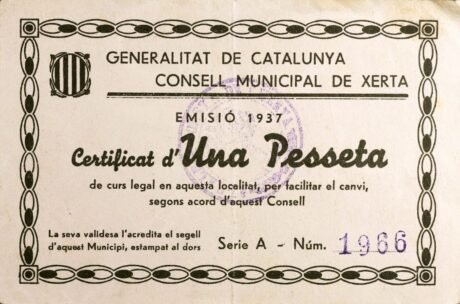 GENERALITAT DE CATALUNYA
CONSELL MUNICIPAL DE XERTA
EMISIÓ 1937
Certificat d'Una Pesseta
de curs legal en aquesta localitat, per facilitar el canvi,
segons acord d'aquest Consell
La seva validesa l'acredita el segell
d'aquest Municipi, estampat al dors
Serie A - Núm. 1966